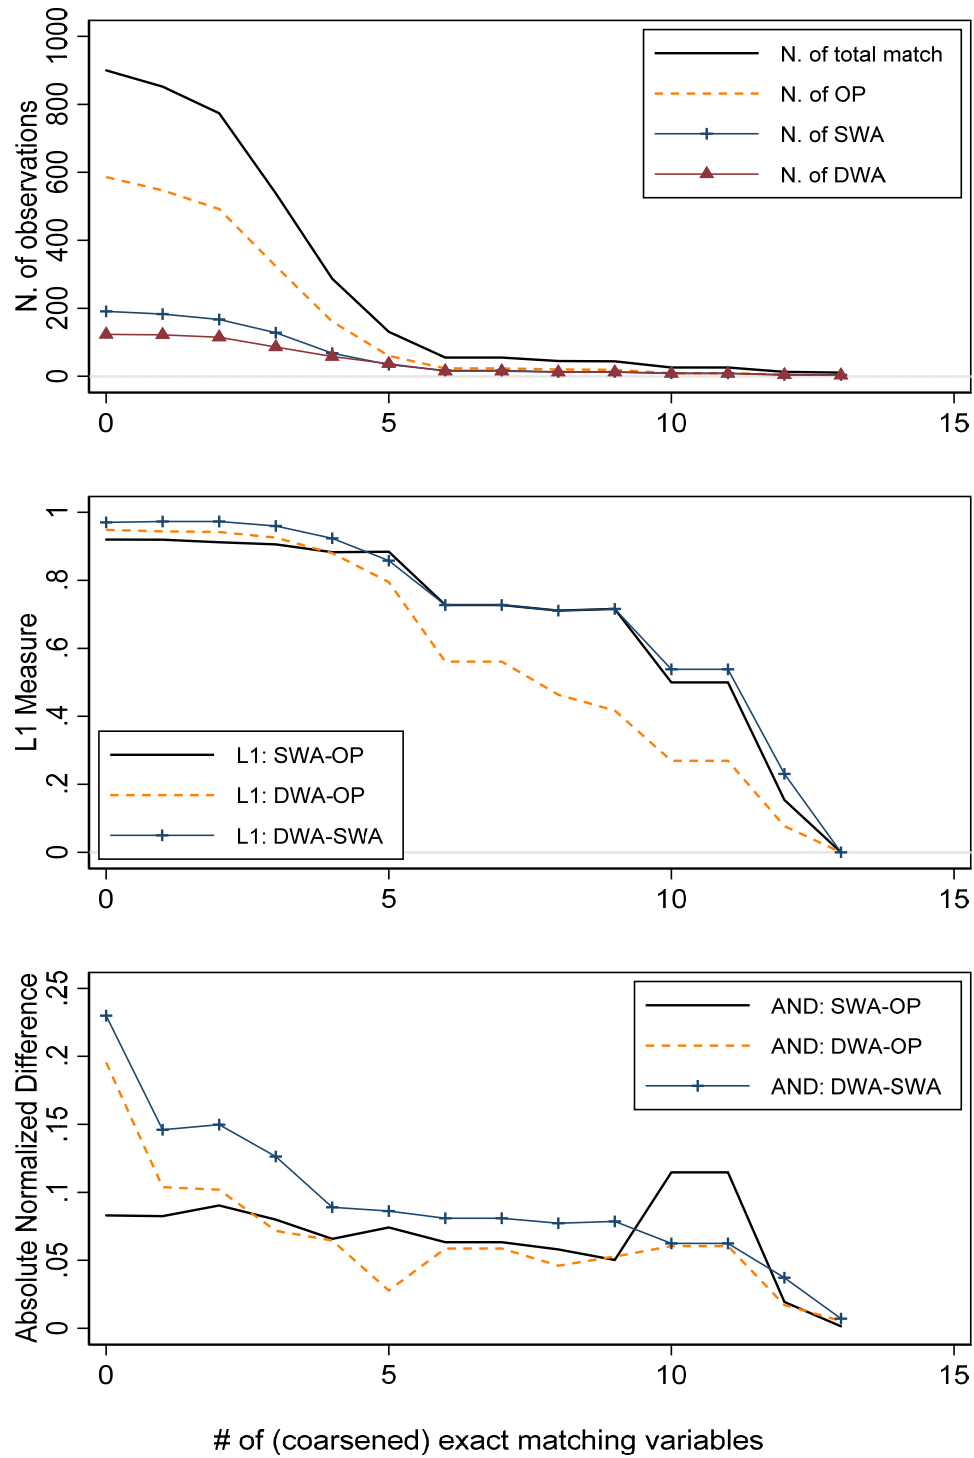 N. of observations
0 200 400 600 800 1000
N. of total match
N. of OP
N. of SWA
N. of DWA
0 5 10 15
L1 Measure
0 .2 .4 .6 .8 1
L1: SWA-OP
L1: DWA-OP
L1: DWA-SWA
0 5 10 15
Absolute Normalized Difference
0 .05 .1 .15 .2 .25
AND: SWA-OP
AND: DWA-OP
AND: DWA-SWA
0 5 10 15
# of (coarsened) exact matching variables